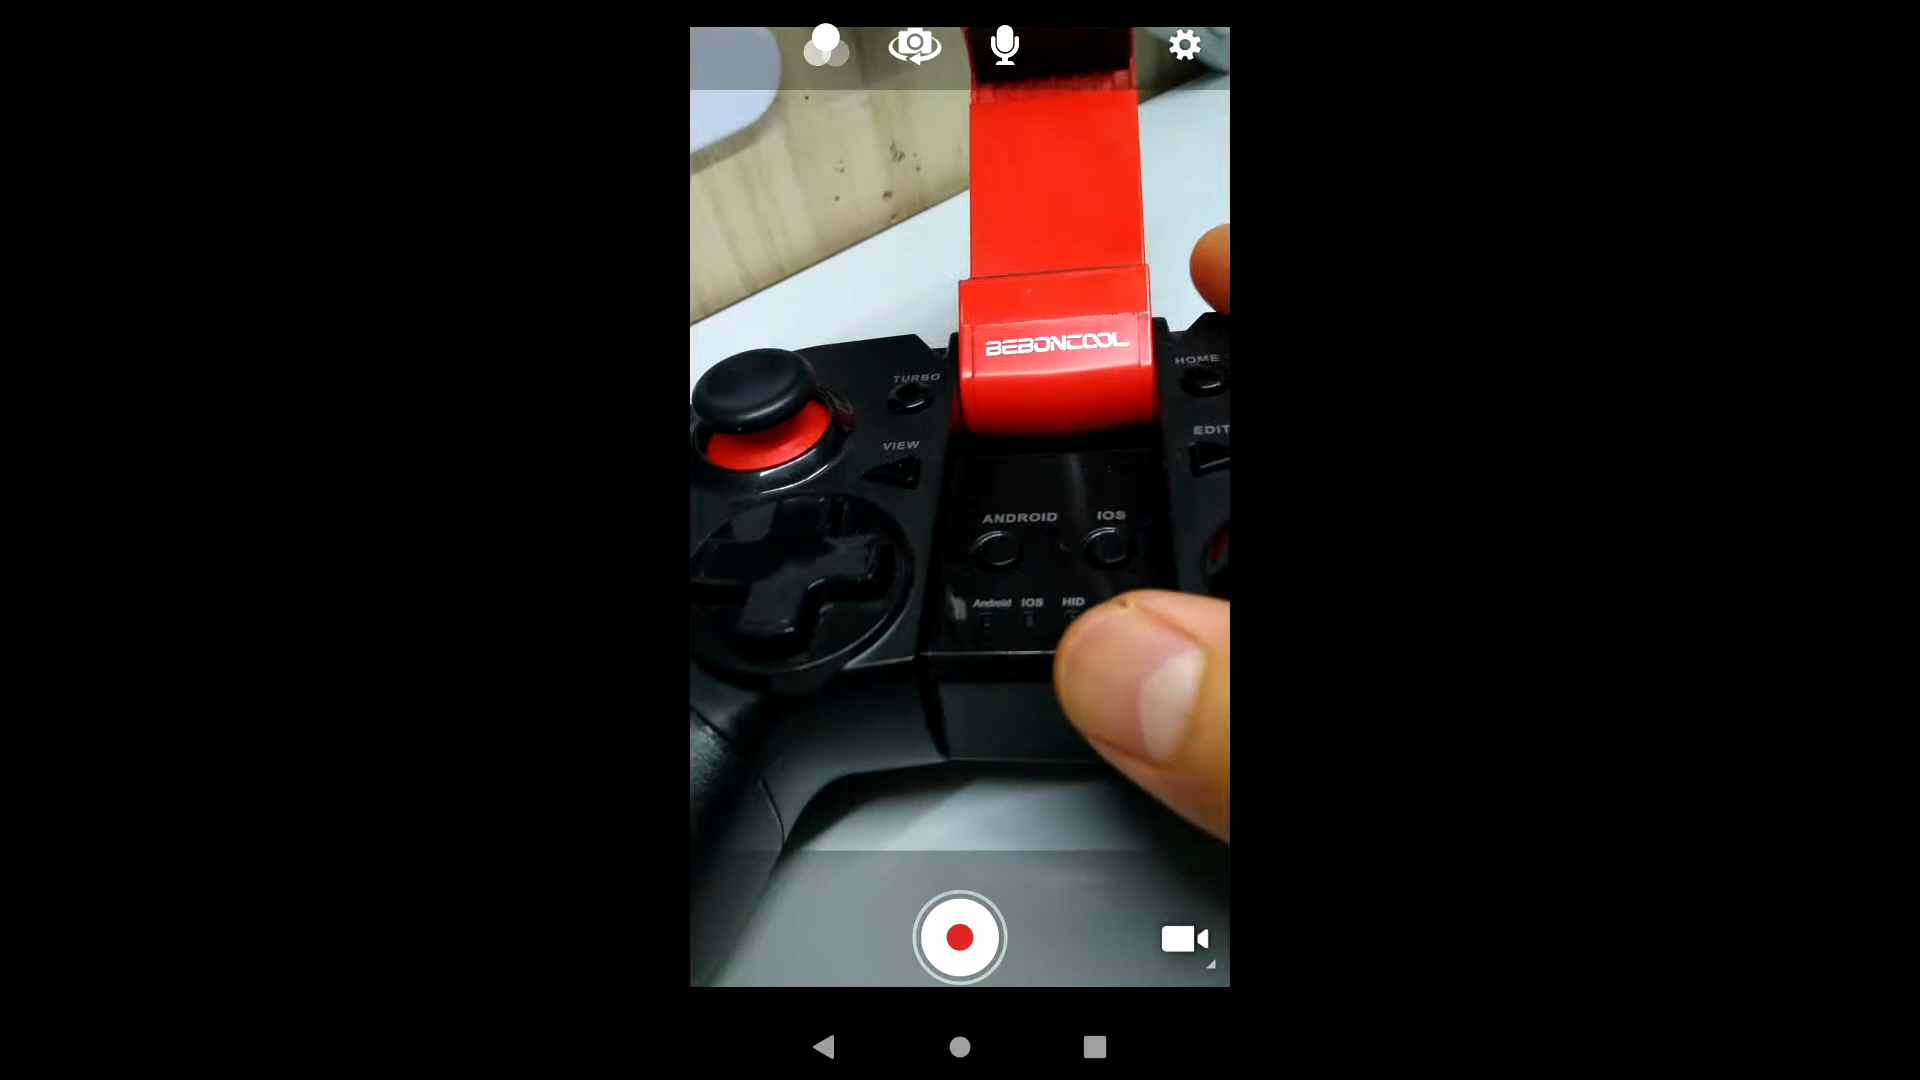 BEBONCOOL
TURBO
HOME
VIEW
EDIT
ANDROID IOS
Android IOS HID